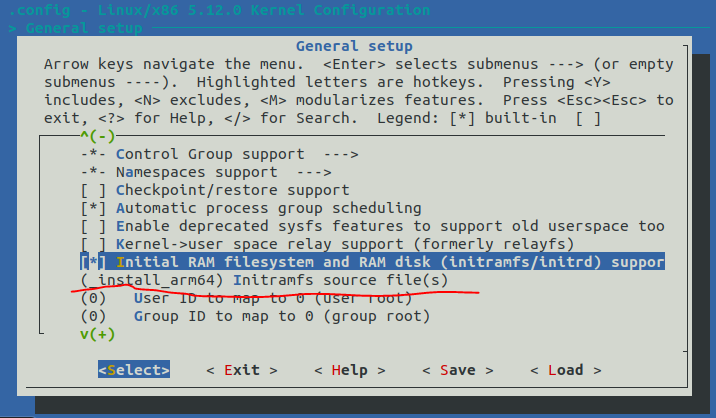 .config - Linux/x86 5.12.0 Kernel Configuration
> General setup
General setup
Arrow keys navigate the menu.  <Enter> selects submenus ---> (or empty
submenus ----).  Highlighted letters are hotkeys.  Pressing <Y>
includes, <N> excludes, <M> modularizes features.  Press <Esc><Esc> to
exit, <?> for Help, </> for Search.  Legend: [*] built-in  [ ]
^(-)
-*- Control Group support  --->
-*- Namespaces support  --->
[ ] Checkpoint/restore support
[*] Automatic process group scheduling
[ ] Enable deprecated sysfs features to support old userspace too
[ ] Kernel->user space relay support (formerly relayfs)
[*] Initial RAM filesystem and RAM disk (initramfs/initrd) suppor
(_install_arm64) Initramfs source file(s)
(0)   User ID to map to 0 (user root)
(0)   Group ID to map to 0 (group root)
v(+)
<Select>    < Exit >    < Help >    < Save >    < Load >